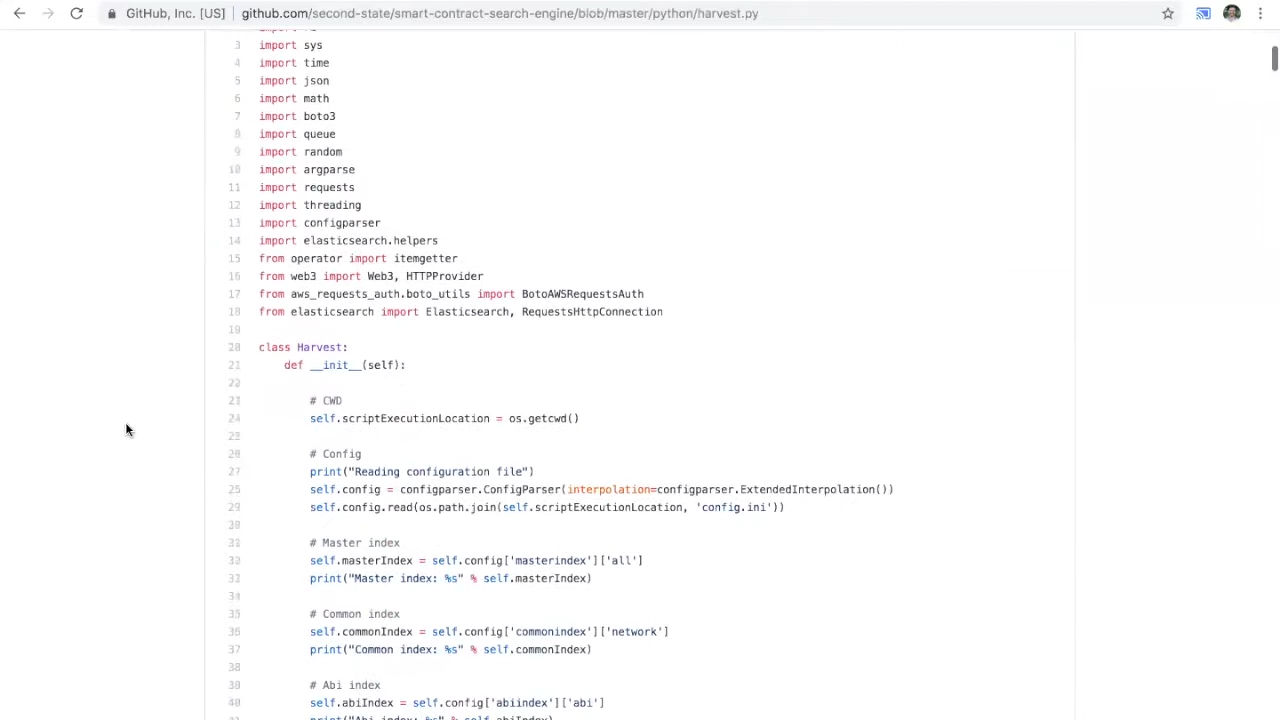 GitHub, Inc. [US] | github.com/second-state/smart-contract-search-engine/blob/master/python/harvest.py
3 import sys
4 import time
5 import json
6 import math
7 import boto3
8 import queue
9 import random
10 import argparse
11 import requests
12 import threading
13 import configparser
14 import elasticsearch.helpers
15 from operator import itemgetter
16 from web3 import Web3, HTTPProvider
17 from aws_requests_auth.boto_utils import BotoAWSRequestsAuth
18 from elasticsearch import Elasticsearch, RequestsHttpConnection
19
20 class Harvest:
21 def __init__(self):
22
23 # CWD
24 self.scriptExecutionLocation = os.getcwd()
25
26 # Config
27 print("Reading configuration file")
28 self.config = configparser.ConfigParser(interpolation=configparser.ExtendedInterpolation())
29 self.config.read(os.path.join(self.scriptExecutionLocation, 'config.ini'))
30
31 # Master index
32 self.masterIndex = self.config['masterindex']['all']
33 print("Master index: %s" % self.masterIndex)
34
35 # Common index
36 self.commonIndex = self.config['commonindex']['network']
37 print("Common index: %s" % self.commonIndex)
38
39 # Abi index
40 self.abiIndex = self.config['abiindex']['abi']
41 print("Abi index: %s" % self.abiIndex)